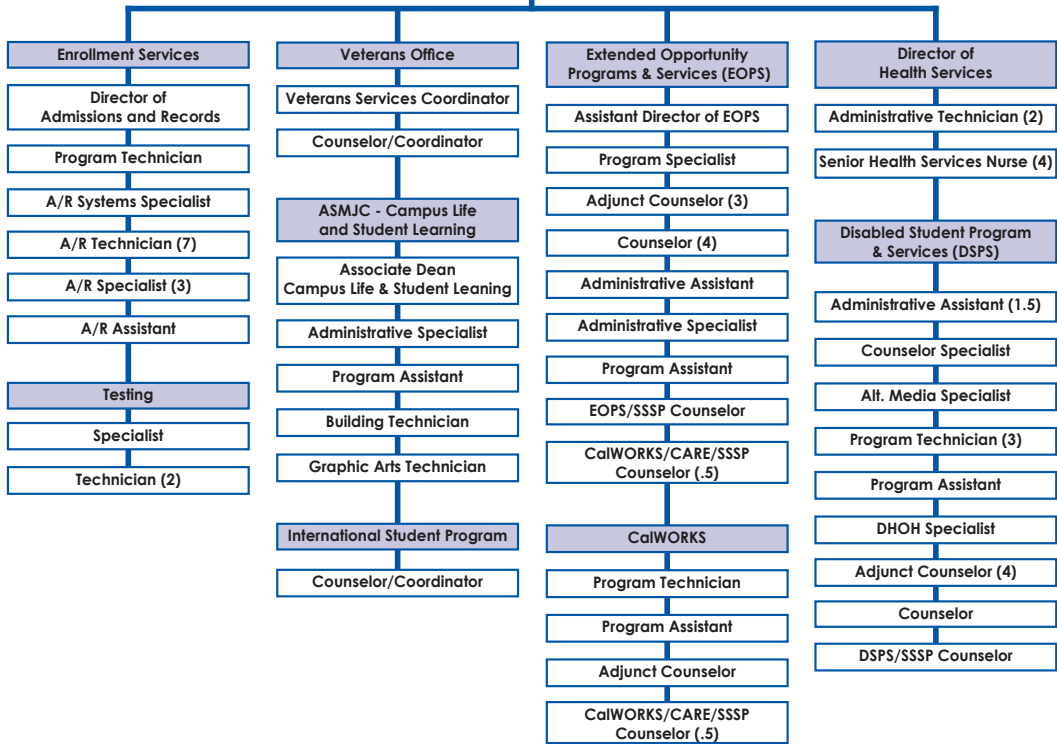 Enrollment Services
Director of
Admissions and Records
Program Technician
A/R Systems Specialist
A/R Technician (7)
A/R Specialist (3)
A/R Assistant
Testing
Specialist
Technician (2)
Veterans Office
Veterans Services Coordinator
Counselor/Coordinator
ASMJC - Campus Life
and Student Learning
Associate Dean
Campus Life & Student Leaning
Administrative Specialist
Program Assistant
Building Technician
Graphic Arts Technician
International Student Program
Counselor/Coordinator
Extended Opportunity
Programs & Services (EOPS)
Assistant Director of EOPS
Program Specialist
Adjunct Counselor (3)
Counselor (4)
Administrative Assistant
Administrative Specialist
Program Assistant
EOPS/SSSP Counselor
CalWORKS/CARE/SSSP
Counselor (.5)
CalWORKS
Program Technician
Program Assistant
Adjunct Counselor
CalWORKS/CARE/SSSP
Counselor (.5)
Director of
Health Services
Administrative Technician (2)
Senior Health Services Nurse (4)
Disabled Student Program
& Services (DSPS)
Administrative Assistant (1.5)
Counselor Specialist
Alt. Media Specialist
Program Technician (3)
Program Assistant
DHOH Specialist
Adjunct Counselor (4)
Counselor
DSPS/SSSP Counselor